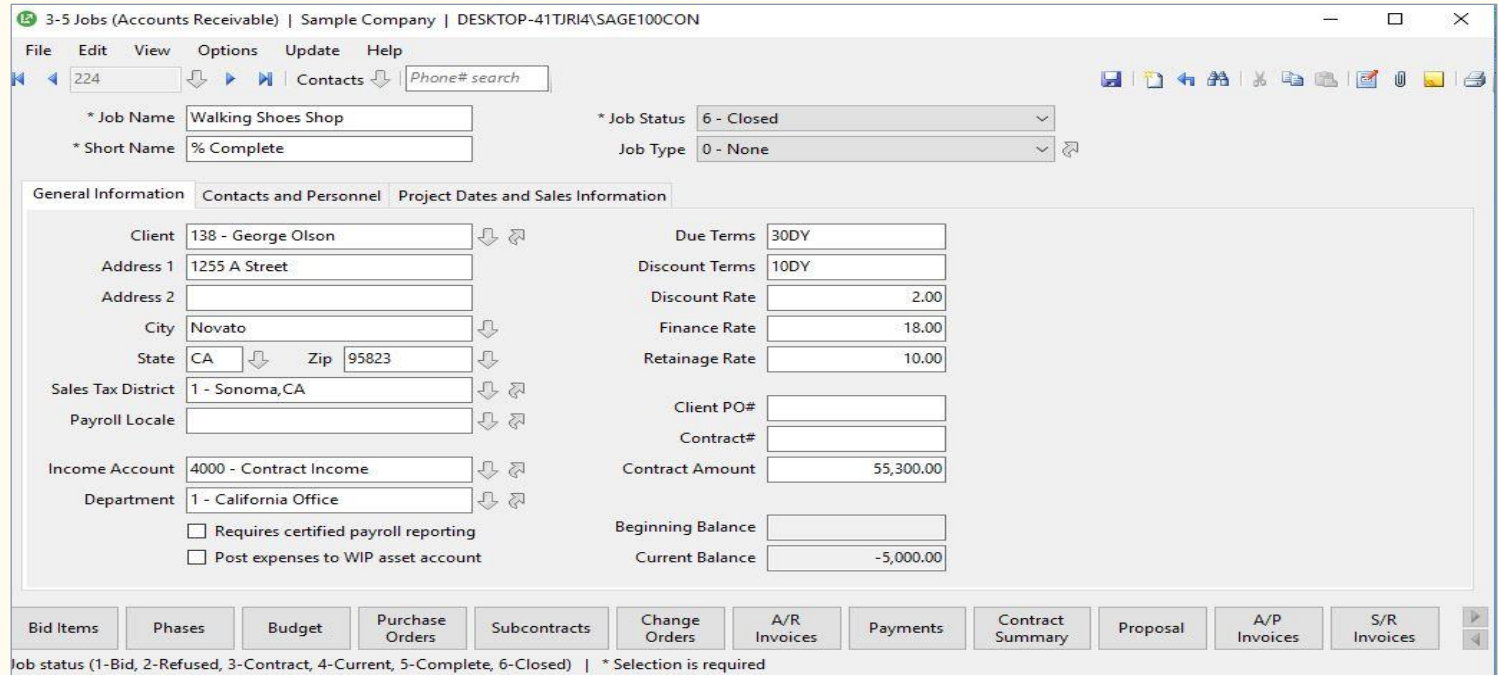 3-5 Jobs (Accounts Receivable) | Sample Company | DESKTOP-41TJRI4\SAGE100CON
File Edit View Options Update Help
224 Contacts Phone# search
* Job Name Walking Shoes Shop * Job Status 6 - Closed
* Short Name % Complete Job Type 0 - None
General Information Contacts and Personnel Project Dates and Sales Information
Client 138 - George Olson Due Terms 30DY
Address 1 1255 A Street Discount Terms 10DY
Address 2 Discount Rate 2.00
City Novato Finance Rate 18.00
State CA Zip 95823 Retainage Rate 10.00
Sales Tax District 1 - Sonoma,CA
Client PO#
Payroll Locale
Contract#
Income Account 4000 - Contract Income Contract Amount 55,300.00
Department 1 - California Office
Requires certified payroll reporting Beginning Balance
Post expenses to WIP asset account Current Balance -5,000.00
Bid Items Phases Budget Purchase Orders Subcontracts Change Orders A/R Invoices Payments Contract Summary Proposal A/P Invoices S/R Invoices
Job status (1-Bid, 2-Refused, 3-Contract, 4-Current, 5-Complete, 6-Closed) | * Selection is required